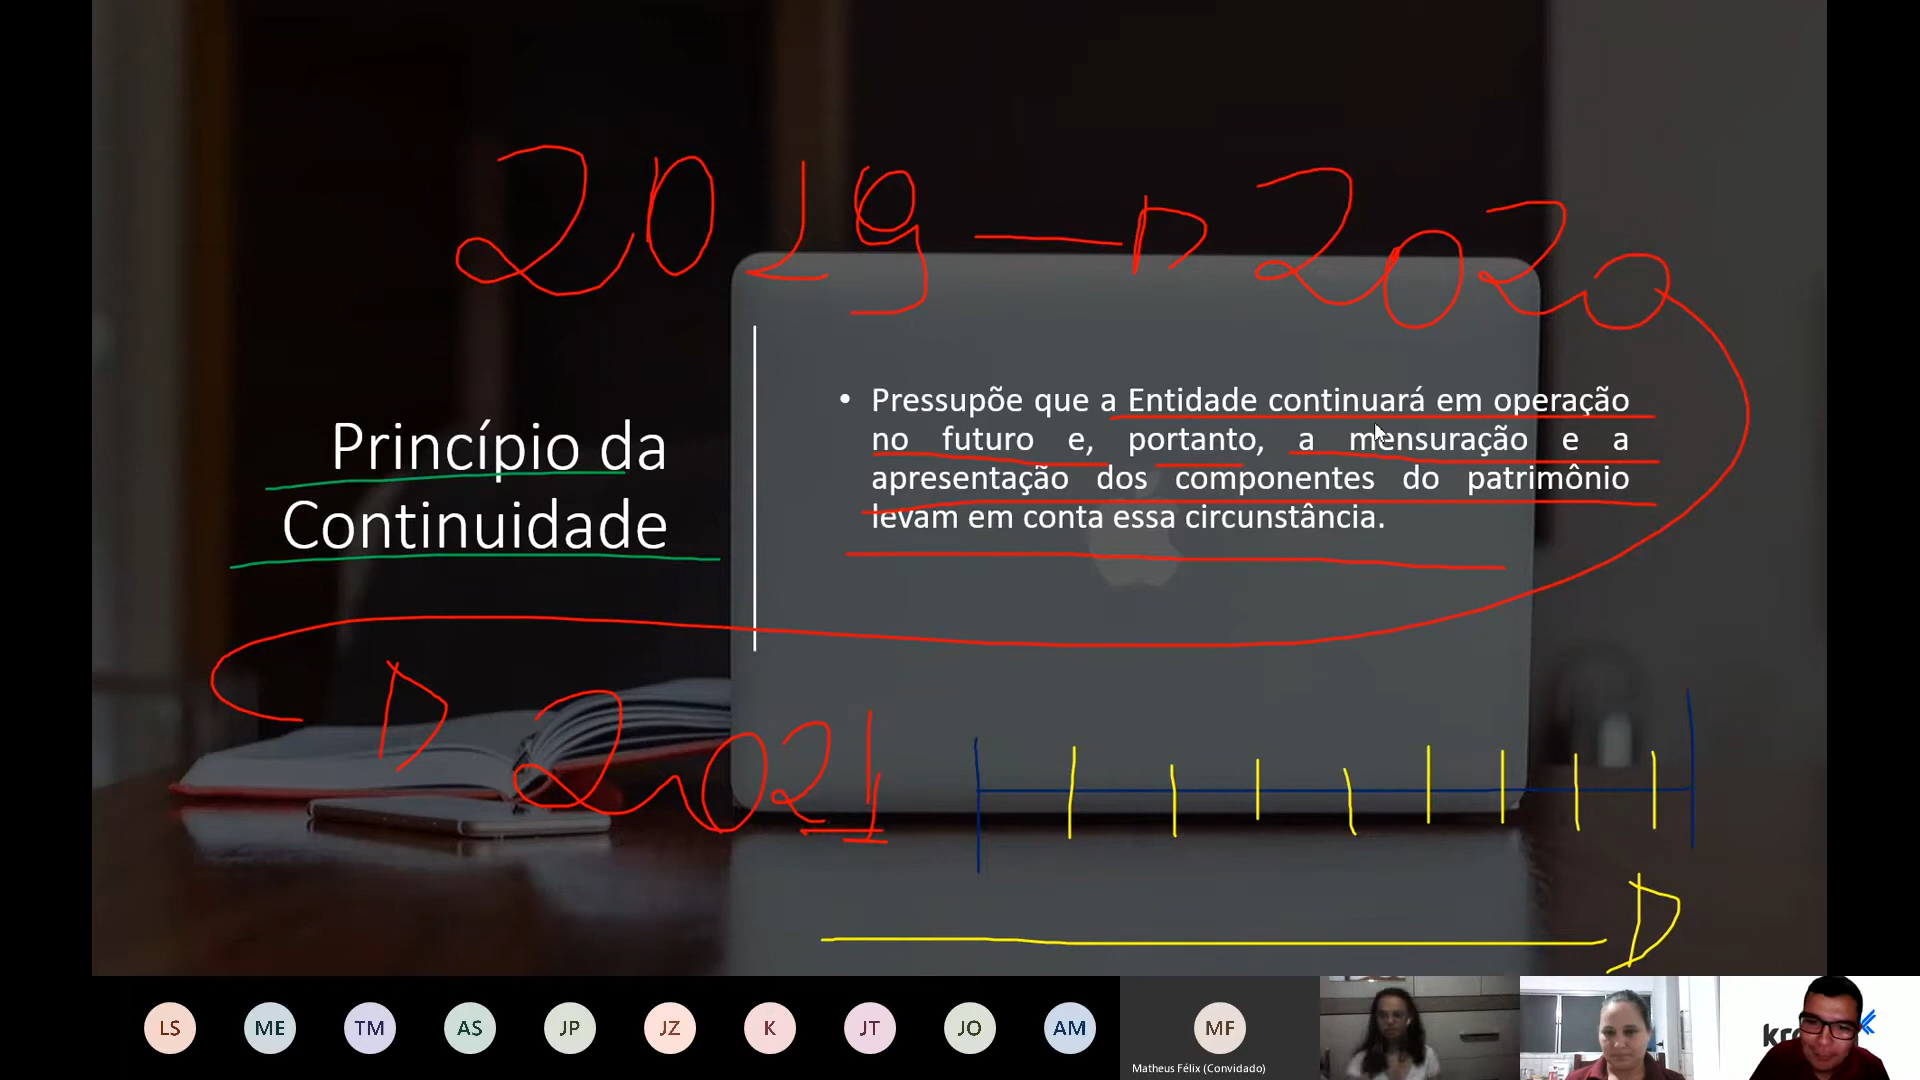 2019 → 2020
Princípio da
Continuidade
• Pressupõe que a Entidade continuará em operação
no futuro e, portanto, a mensuração e a
apresentação dos componentes do patrimônio
levam em conta essa circunstância.
2021
LS ME TM AS JP JZ K JT JO AM MF
Matheus Félix (Convidado)